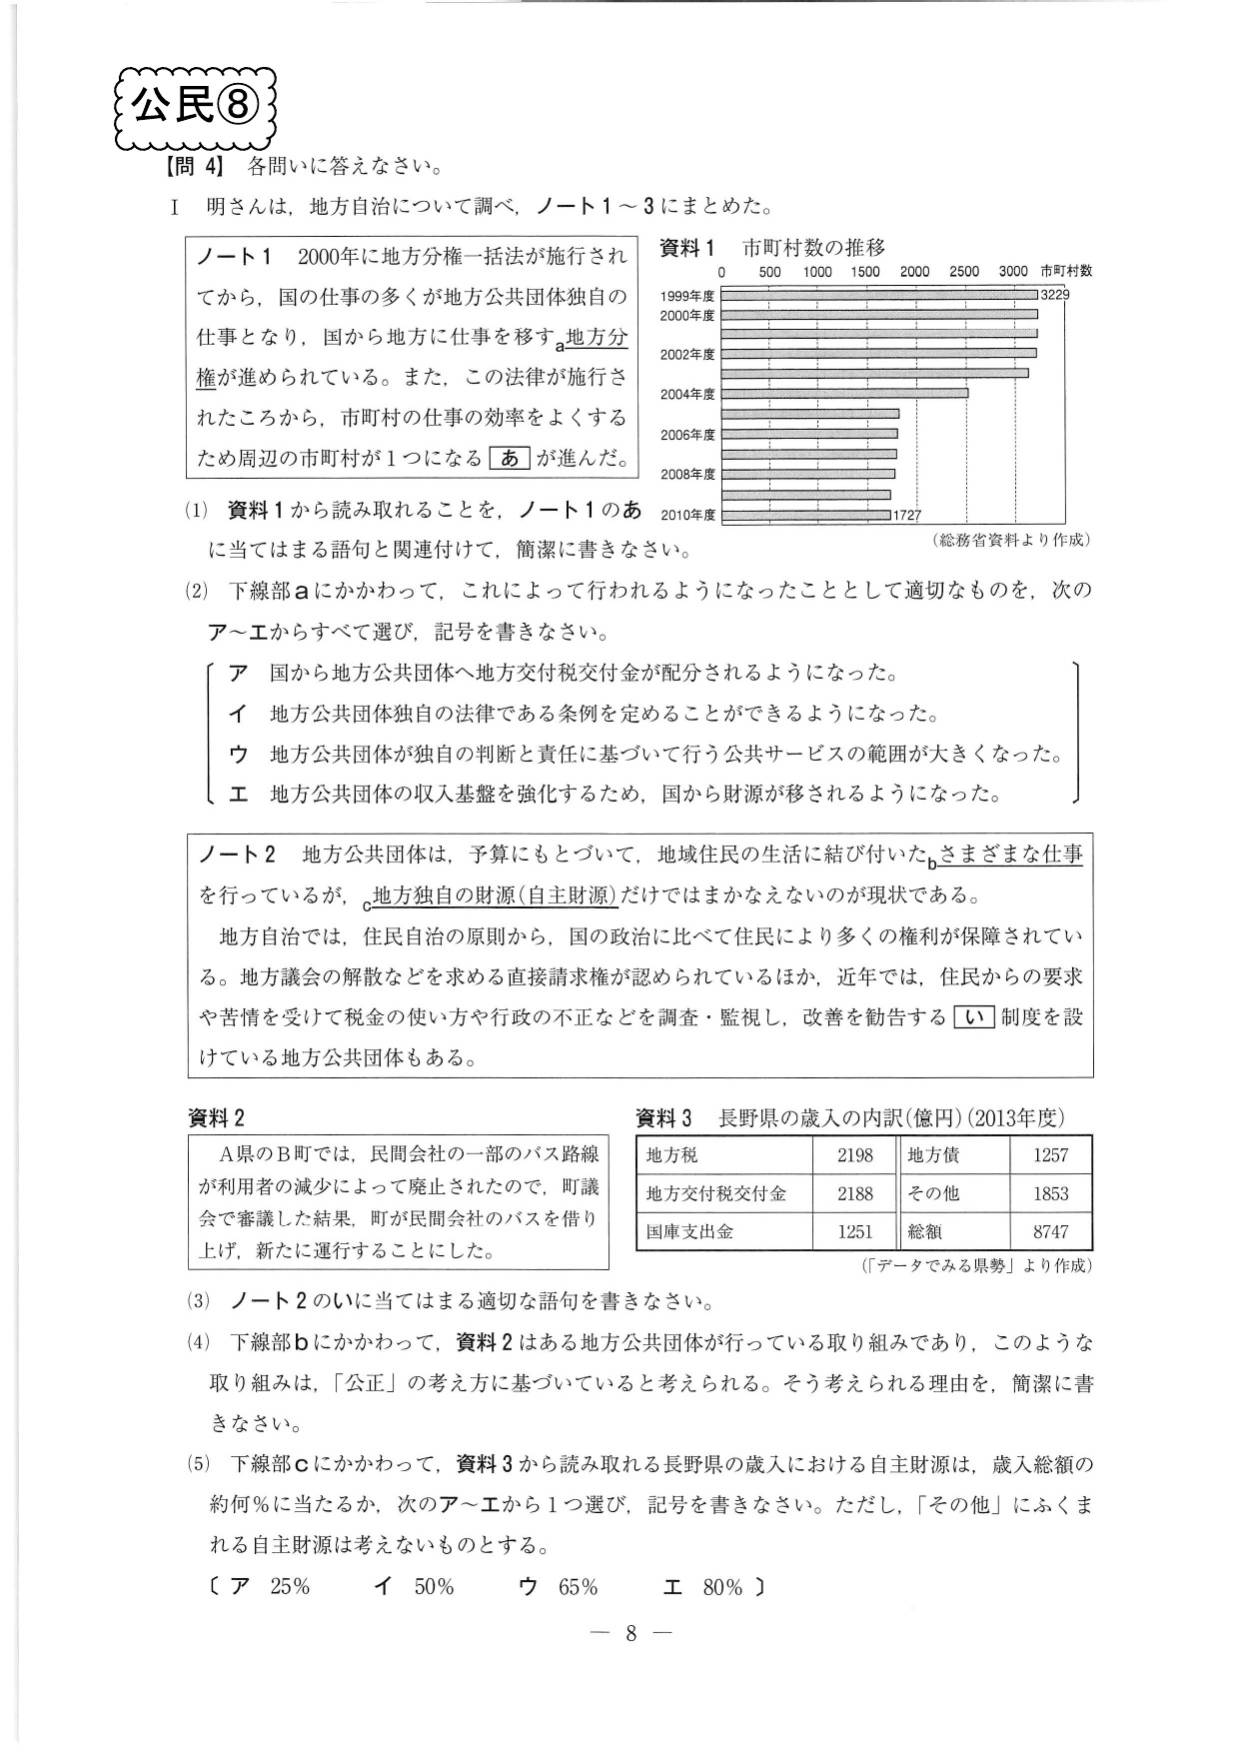 公民⑧
【問 4】 各問いに答えなさい。
Ⅰ 明さんは，地方自治について調べ，ノート1～3にまとめた。
ノート1 2000年に地方分権一括法が施行され
てから，国の仕事の多くが地方公共団体独自の
仕事となり，国から地方に仕事を移すa地方分
権が進められている。また，この法律が施行さ
れたころから，市町村の仕事の効率をよくする
ため周辺の市町村が1つになる あ が進んだ。
資料1 市町村数の推移
0 500 1000 1500 2000 2500 3000 市町村数
1999年度 3229
2000年度
2002年度
2004年度
2006年度
2008年度
2010年度 1727
（総務省資料より作成）
(1) 資料1から読み取れることを，ノート1のあ
に当てはまる語句と関連付けて，簡潔に書きなさい。
(2) 下線部aにかかわって，これによって行われるようになったこととして適切なものを，次の
ア～エからすべて選び，記号を書きなさい。
ア 国から地方公共団体へ地方交付税交付金が配分されるようになった。
イ 地方公共団体独自の法律である条例を定めることができるようになった。
ウ 地方公共団体が独自の判断と責任に基づいて行う公共サービスの範囲が大きくなった。
エ 地方公共団体の収入基盤を強化するため，国から財源が移されるようになった。
ノート2 地方公共団体は，予算にもとづいて，地域住民の生活に結び付いたbさまざまな仕事
を行っているが，c地方独自の財源(自主財源)だけではまかなえないのが現状である。
地方自治では，住民自治の原則から，国の政治に比べて住民により多くの権利が保障されてい
る。地方議会の解散などを求める直接請求権が認められているほか，近年では，住民からの要求
や苦情を受けて税金の使い方や行政の不正などを調査・監視し，改善を勧告する い 制度を設
けている地方公共団体もある。
資料2
A県のB町では，民間会社の一部のバス路線
が利用者の減少によって廃止されたので，町議
会で審議した結果，町が民間会社のバスを借り
上げ，新たに運行することにした。
資料3 長野県の歳入の内訳(億円)(2013年度)
地方税 2198 地方債 1257
地方交付税交付金 2188 その他 1853
国庫支出金 1251 総額 8747
（「データでみる県勢」より作成）
(3) ノート2のいに当てはまる適切な語句を書きなさい。
(4) 下線部bにかかわって，資料2はある地方公共団体が行っている取り組みであり，このような
取り組みは，「公正」の考え方に基づいていると考えられる。そう考えられる理由を，簡潔に書
きなさい。
(5) 下線部cにかかわって，資料3から読み取れる長野県の歳入における自主財源は，歳入総額の
約何％に当たるか，次のア～エから1つ選び，記号を書きなさい。ただし，「その他」にふくま
れる自主財源は考えないものとする。
〔 ア 25% イ 50% ウ 65% エ 80% 〕
― 8 ―